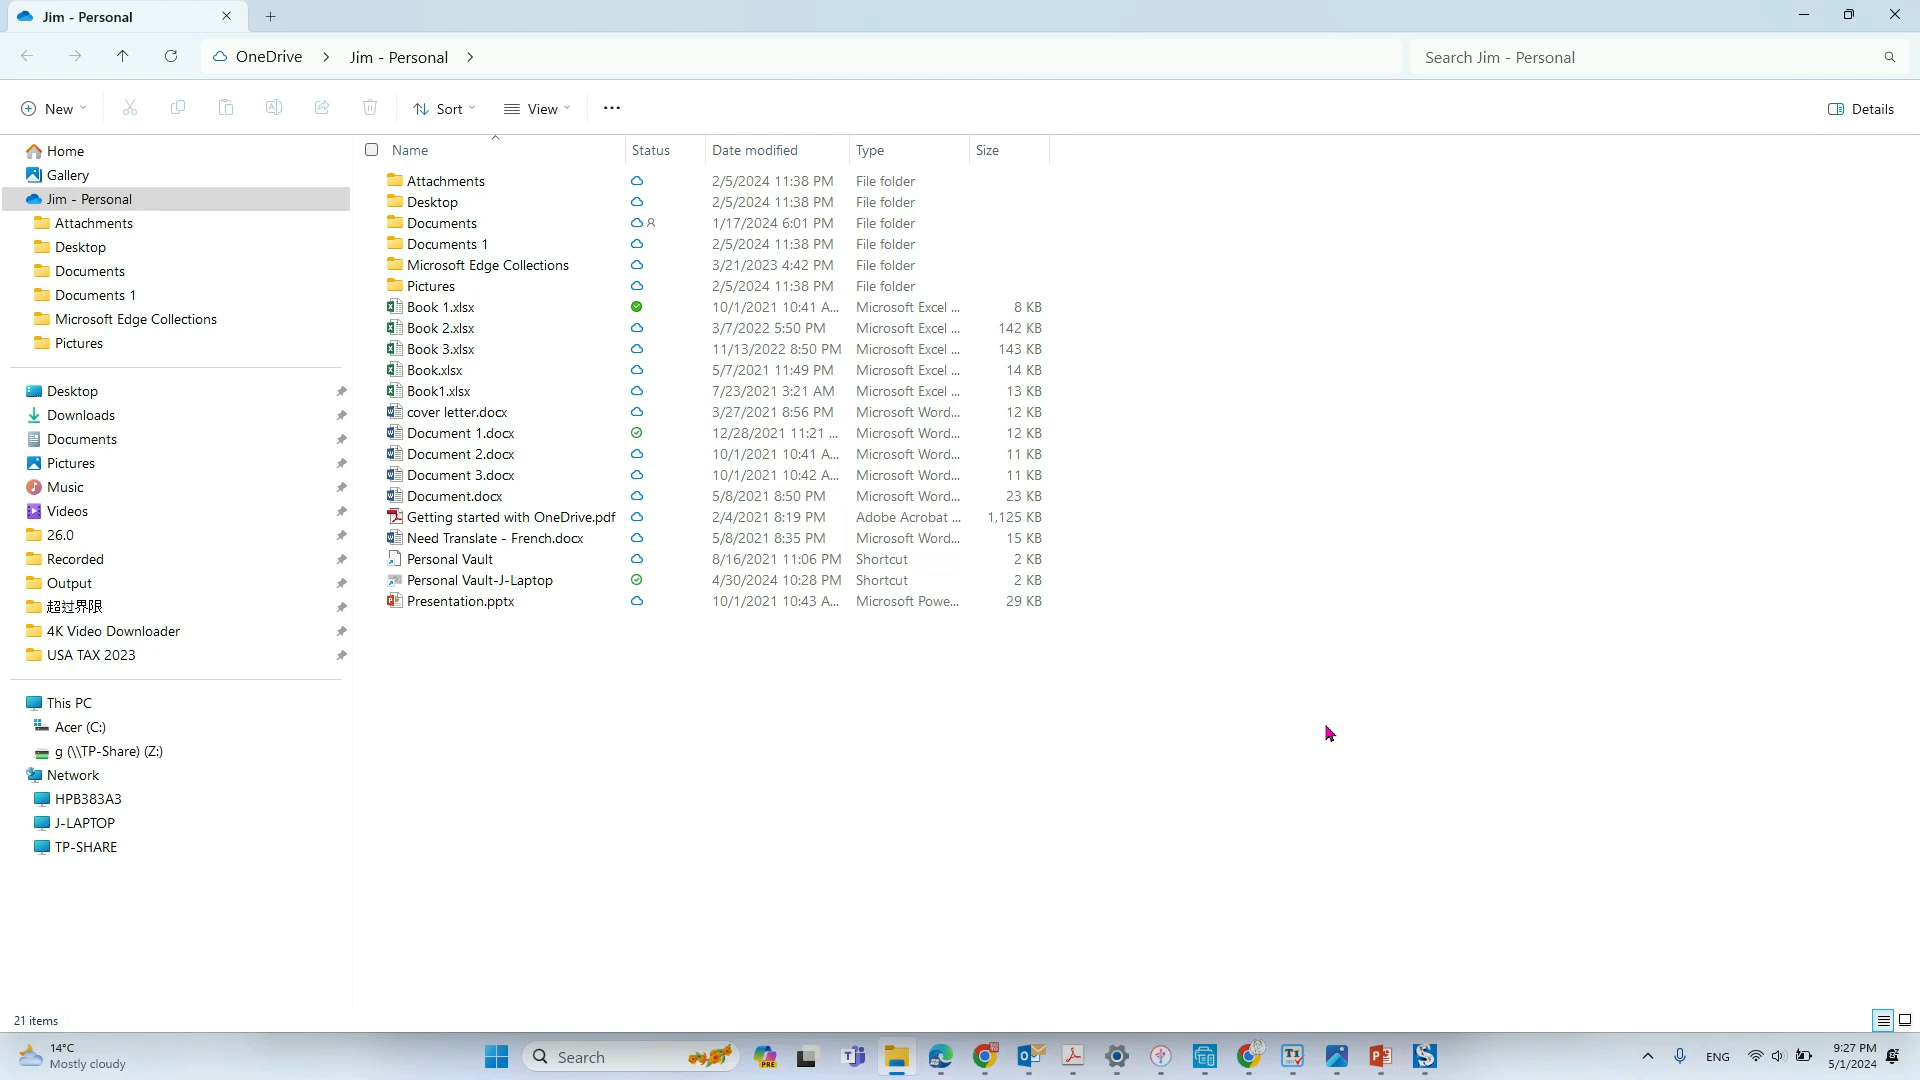 Jim - Personal
OneDrive > Jim - Personal >
Search Jim - Personal
New
Sort
View
Details
Home
Gallery
Jim - Personal
Attachments
Desktop
Documents
Documents 1
Microsoft Edge Collections
Pictures
Desktop
Downloads
Documents
Pictures
Music
Videos
26.0
Recorded
Output
超过界限
4K Video Downloader
USA TAX 2023
This PC
Acer (C:)
g (\\TP-Share) (Z:)
Network
HPB383A3
J-LAPTOP
TP-SHARE
Name Status Date modified Type Size
Attachments 2/5/2024 11:38 PM File folder
Desktop 2/5/2024 11:38 PM File folder
Documents 1/17/2024 6:01 PM File folder
Documents 1 2/5/2024 11:38 PM File folder
Microsoft Edge Collections 3/21/2023 4:42 PM File folder
Pictures 2/5/2024 11:38 PM File folder
Book 1.xlsx 10/1/2021 10:41 A... Microsoft Excel ... 8 KB
Book 2.xlsx 3/7/2022 5:50 PM Microsoft Excel ... 142 KB
Book 3.xlsx 11/13/2022 8:50 PM Microsoft Excel ... 143 KB
Book.xlsx 5/7/2021 11:49 PM Microsoft Excel ... 14 KB
Book1.xlsx 7/23/2021 3:21 AM Microsoft Excel ... 13 KB
cover letter.docx 3/27/2021 8:56 PM Microsoft Word... 12 KB
Document 1.docx 12/28/2021 11:21 ... Microsoft Word... 12 KB
Document 2.docx 10/1/2021 10:41 A... Microsoft Word... 11 KB
Document 3.docx 10/1/2021 10:42 A... Microsoft Word... 11 KB
Document.docx 5/8/2021 8:50 PM Microsoft Word... 23 KB
Getting started with OneDrive.pdf 2/4/2021 8:19 PM Adobe Acrobat ... 1,125 KB
Need Translate - French.docx 5/8/2021 8:35 PM Microsoft Word... 15 KB
Personal Vault 8/16/2021 11:06 PM Shortcut 2 KB
Personal Vault-J-Laptop 4/30/2024 10:28 PM Shortcut 2 KB
Presentation.pptx 10/1/2021 10:43 A... Microsoft Powe... 29 KB
21 items
14°C
Mostly cloudy
Search
PRE
ENG
9:27 PM
5/1/2024